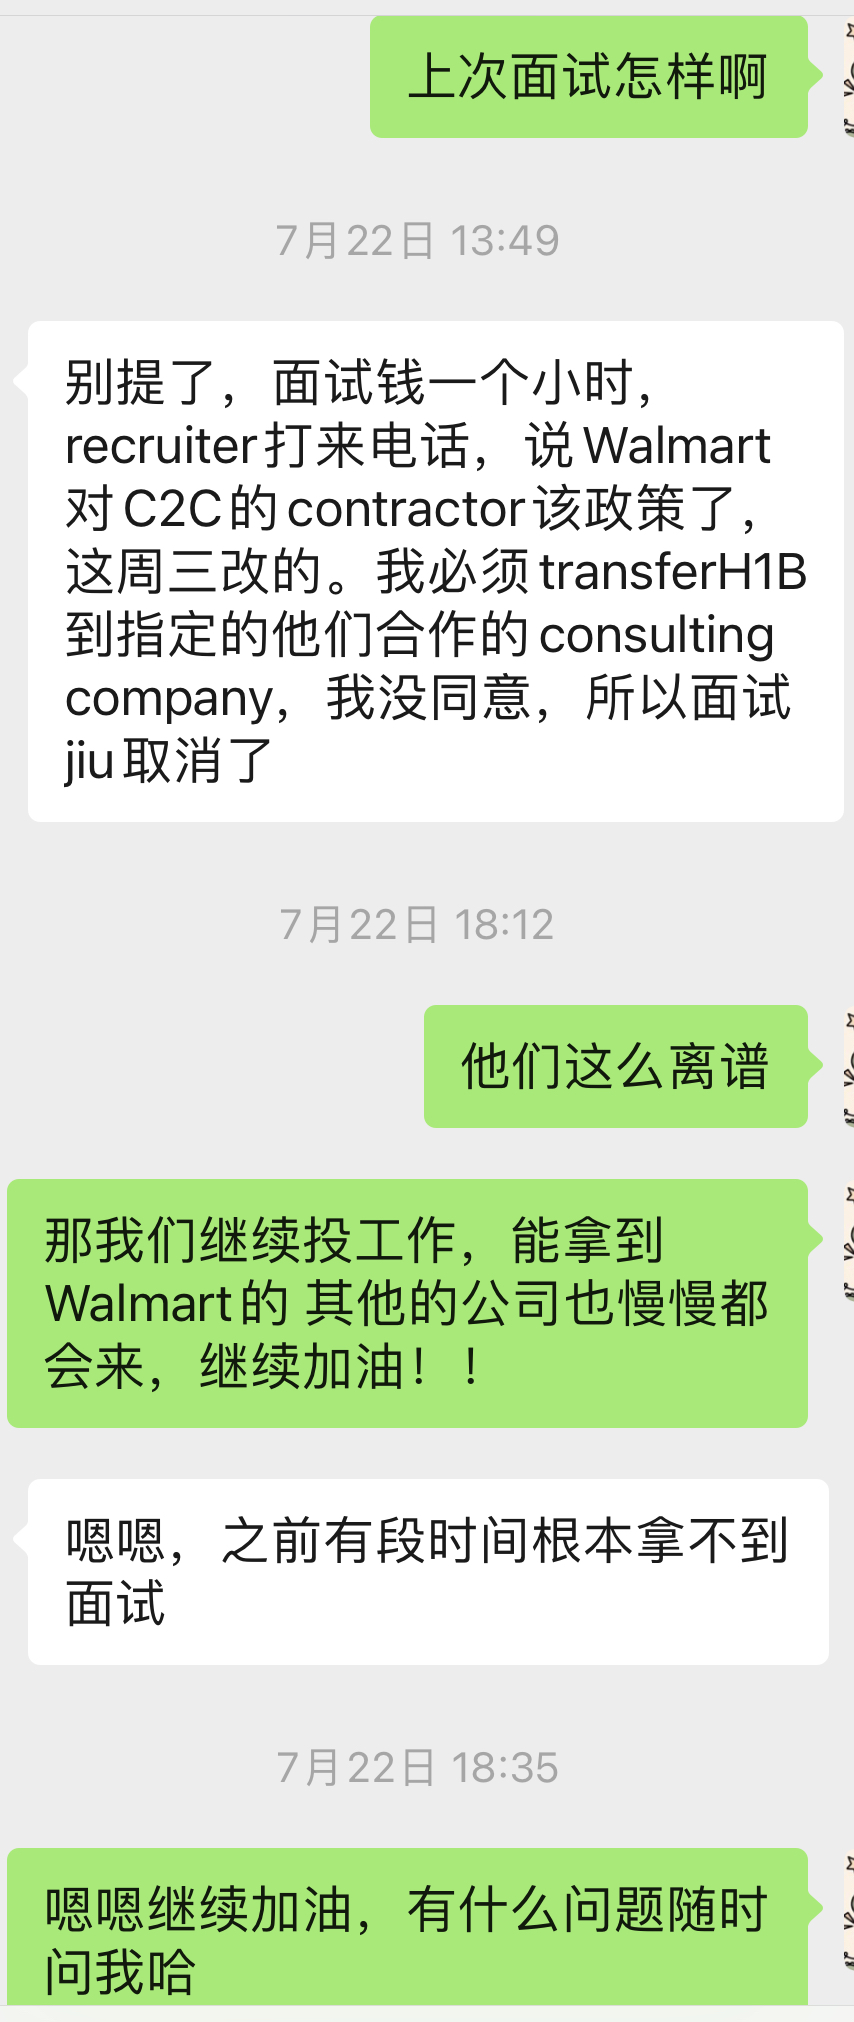 上次面试怎样啊
7月22日 13:49
别提了，面试钱一个小时，
recruiter打来电话，说Walmart
对C2C的contractor该政策了，
这周三改的。我必须transferH1B
到指定的他们合作的consulting
company，我没同意，所以面试
jiu取消了
7月22日 18:12
他们这么离谱
那我们继续投工作，能拿到
Walmart的 其他的公司也慢慢都
会来，继续加油！！
嗯嗯，之前有段时间根本拿不到
面试
7月22日 18:35
嗯嗯继续加油，有什么问题随时
问我哈